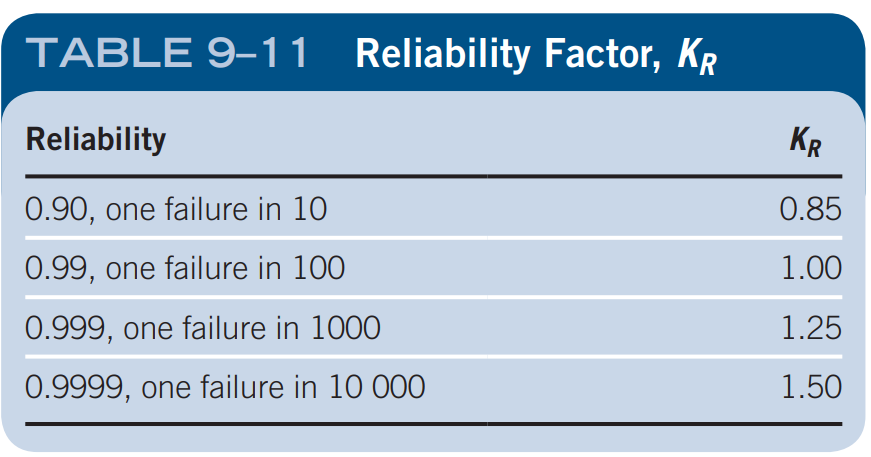 TABLE 9–11 Reliability Factor, K_R
Reliability K_R
0.90, one failure in 10 0.85
0.99, one failure in 100 1.00
0.999, one failure in 1000 1.25
0.9999, one failure in 10 000 1.50